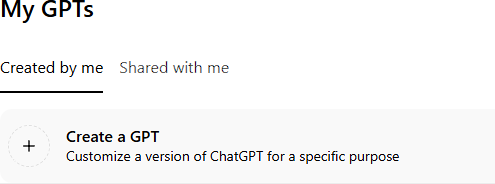 My GPTs
Created by me Shared with me
Create a GPT
Customize a version of ChatGPT for a specific purpose